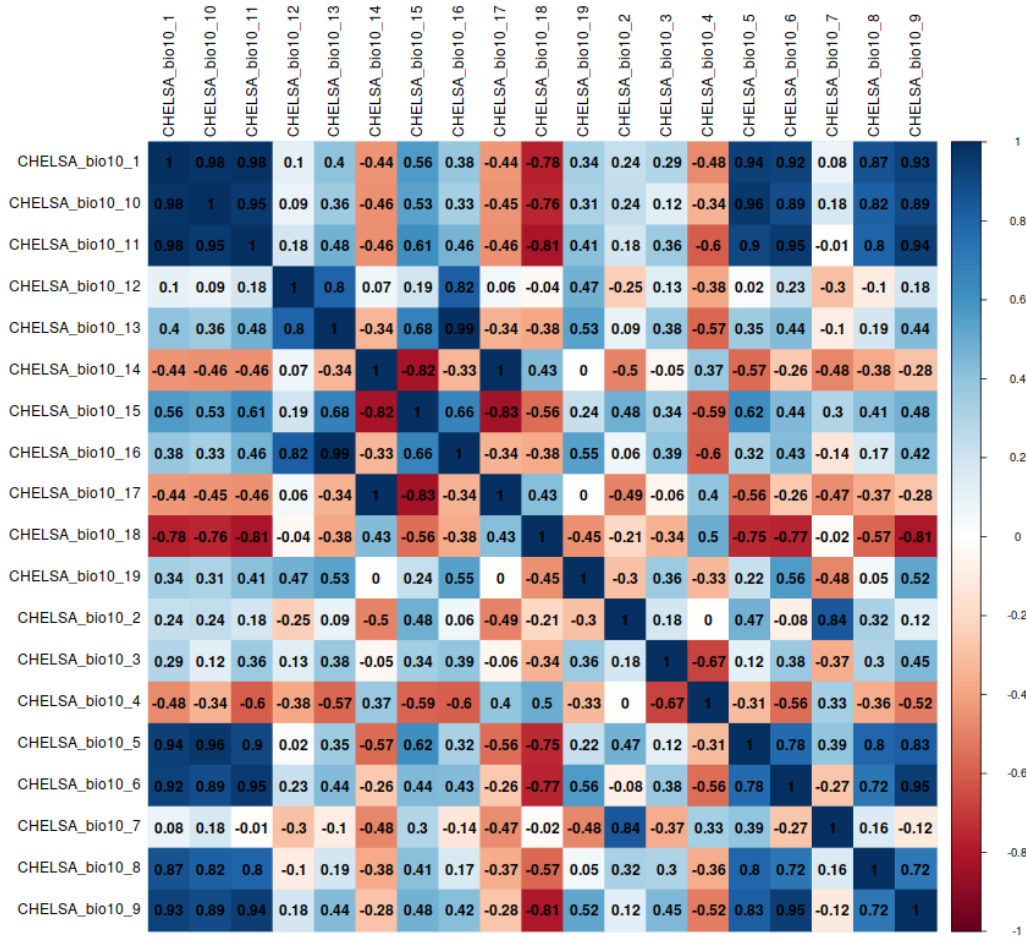 CHELSA_bio10_1 CHELSA_bio10_10 CHELSA_bio10_11 CHELSA_bio10_12 CHELSA_bio10_13 CHELSA_bio10_14 CHELSA_bio10_15 CHELSA_bio10_16 CHELSA_bio10_17 CHELSA_bio10_18 CHELSA_bio10_19 CHELSA_bio10_2 CHELSA_bio10_3 CHELSA_bio10_4 CHELSA_bio10_5 CHELSA_bio10_6 CHELSA_bio10_7 CHELSA_bio10_8 CHELSA_bio10_9
CHELSA_bio10_1 1 0.98 0.98 0.1 0.4 -0.44 0.56 0.38 -0.44 -0.78 0.34 0.24 0.29 -0.48 0.94 0.92 0.08 0.87 0.93
CHELSA_bio10_10 0.98 1 0.95 0.09 0.36 -0.46 0.53 0.33 -0.45 -0.76 0.31 0.24 0.12 -0.34 0.96 0.89 0.18 0.82 0.89
CHELSA_bio10_11 0.98 0.95 1 0.18 0.48 -0.46 0.61 0.46 -0.46 -0.81 0.41 0.18 0.36 -0.6 0.9 0.95 -0.01 0.8 0.94
CHELSA_bio10_12 0.1 0.09 0.18 1 0.8 0.07 0.19 0.82 0.06 -0.04 0.47 -0.25 0.13 -0.38 0.02 0.23 -0.3 -0.1 0.18
CHELSA_bio10_13 0.4 0.36 0.48 0.8 1 -0.34 0.68 0.99 -0.34 -0.38 0.53 0.09 0.38 -0.57 0.35 0.44 -0.1 0.19 0.44
CHELSA_bio10_14 -0.44 -0.46 -0.46 0.07 -0.34 1 -0.82 -0.33 1 0.43 0 -0.5 -0.05 0.37 -0.57 -0.26 -0.48 -0.38 -0.28
CHELSA_bio10_15 0.56 0.53 0.61 0.19 0.68 -0.82 1 0.66 -0.83 -0.56 0.24 0.48 0.34 -0.59 0.62 0.44 0.3 0.41 0.48
CHELSA_bio10_16 0.38 0.33 0.46 0.82 0.99 -0.33 0.66 1 -0.34 -0.38 0.55 0.06 0.39 -0.6 0.32 0.43 -0.14 0.17 0.42
CHELSA_bio10_17 -0.44 -0.45 -0.46 0.06 -0.34 1 -0.83 -0.34 1 0.43 0 -0.49 -0.06 0.4 -0.56 -0.26 -0.47 -0.37 -0.28
CHELSA_bio10_18 -0.78 -0.76 -0.81 -0.04 -0.38 0.43 -0.56 -0.38 0.43 1 -0.45 -0.21 -0.34 0.5 -0.75 -0.77 -0.02 -0.57 -0.81
CHELSA_bio10_19 0.34 0.31 0.41 0.47 0.53 0 0.24 0.55 0 -0.45 1 -0.3 0.36 -0.33 0.22 0.56 -0.48 0.05 0.52
CHELSA_bio10_2 0.24 0.24 0.18 -0.25 0.09 -0.5 0.48 0.06 -0.49 -0.21 -0.3 1 0.18 0 0.47 -0.08 0.84 0.32 0.12
CHELSA_bio10_3 0.29 0.12 0.36 0.13 0.38 -0.05 0.34 0.39 -0.06 -0.34 0.36 0.18 1 -0.67 0.12 0.38 -0.37 0.3 0.45
CHELSA_bio10_4 -0.48 -0.34 -0.6 -0.38 -0.57 0.37 -0.59 -0.6 0.4 0.5 -0.33 0 -0.67 1 -0.31 -0.56 0.33 -0.36 -0.52
CHELSA_bio10_5 0.94 0.96 0.9 0.02 0.35 -0.57 0.62 0.32 -0.56 -0.75 0.22 0.47 0.12 -0.31 1 0.78 0.39 0.8 0.83
CHELSA_bio10_6 0.92 0.89 0.95 0.23 0.44 -0.26 0.44 0.43 -0.26 -0.77 0.56 -0.08 0.38 -0.56 0.78 1 -0.27 0.72 0.95
CHELSA_bio10_7 0.08 0.18 -0.01 -0.3 -0.1 -0.48 0.3 -0.14 -0.47 -0.02 -0.48 0.84 -0.37 0.33 0.39 -0.27 1 0.16 -0.12
CHELSA_bio10_8 0.87 0.82 0.8 -0.1 0.19 -0.38 0.41 0.17 -0.37 -0.57 0.05 0.32 0.3 -0.36 0.8 0.72 0.16 1 0.72
CHELSA_bio10_9 0.93 0.89 0.94 0.18 0.44 -0.28 0.48 0.42 -0.28 -0.81 0.52 0.12 0.45 -0.52 0.83 0.95 -0.12 0.72 1
1
0.8
0.6
0.4
0.2
0
-0.2
-0.4
-0.6
-0.8
-1